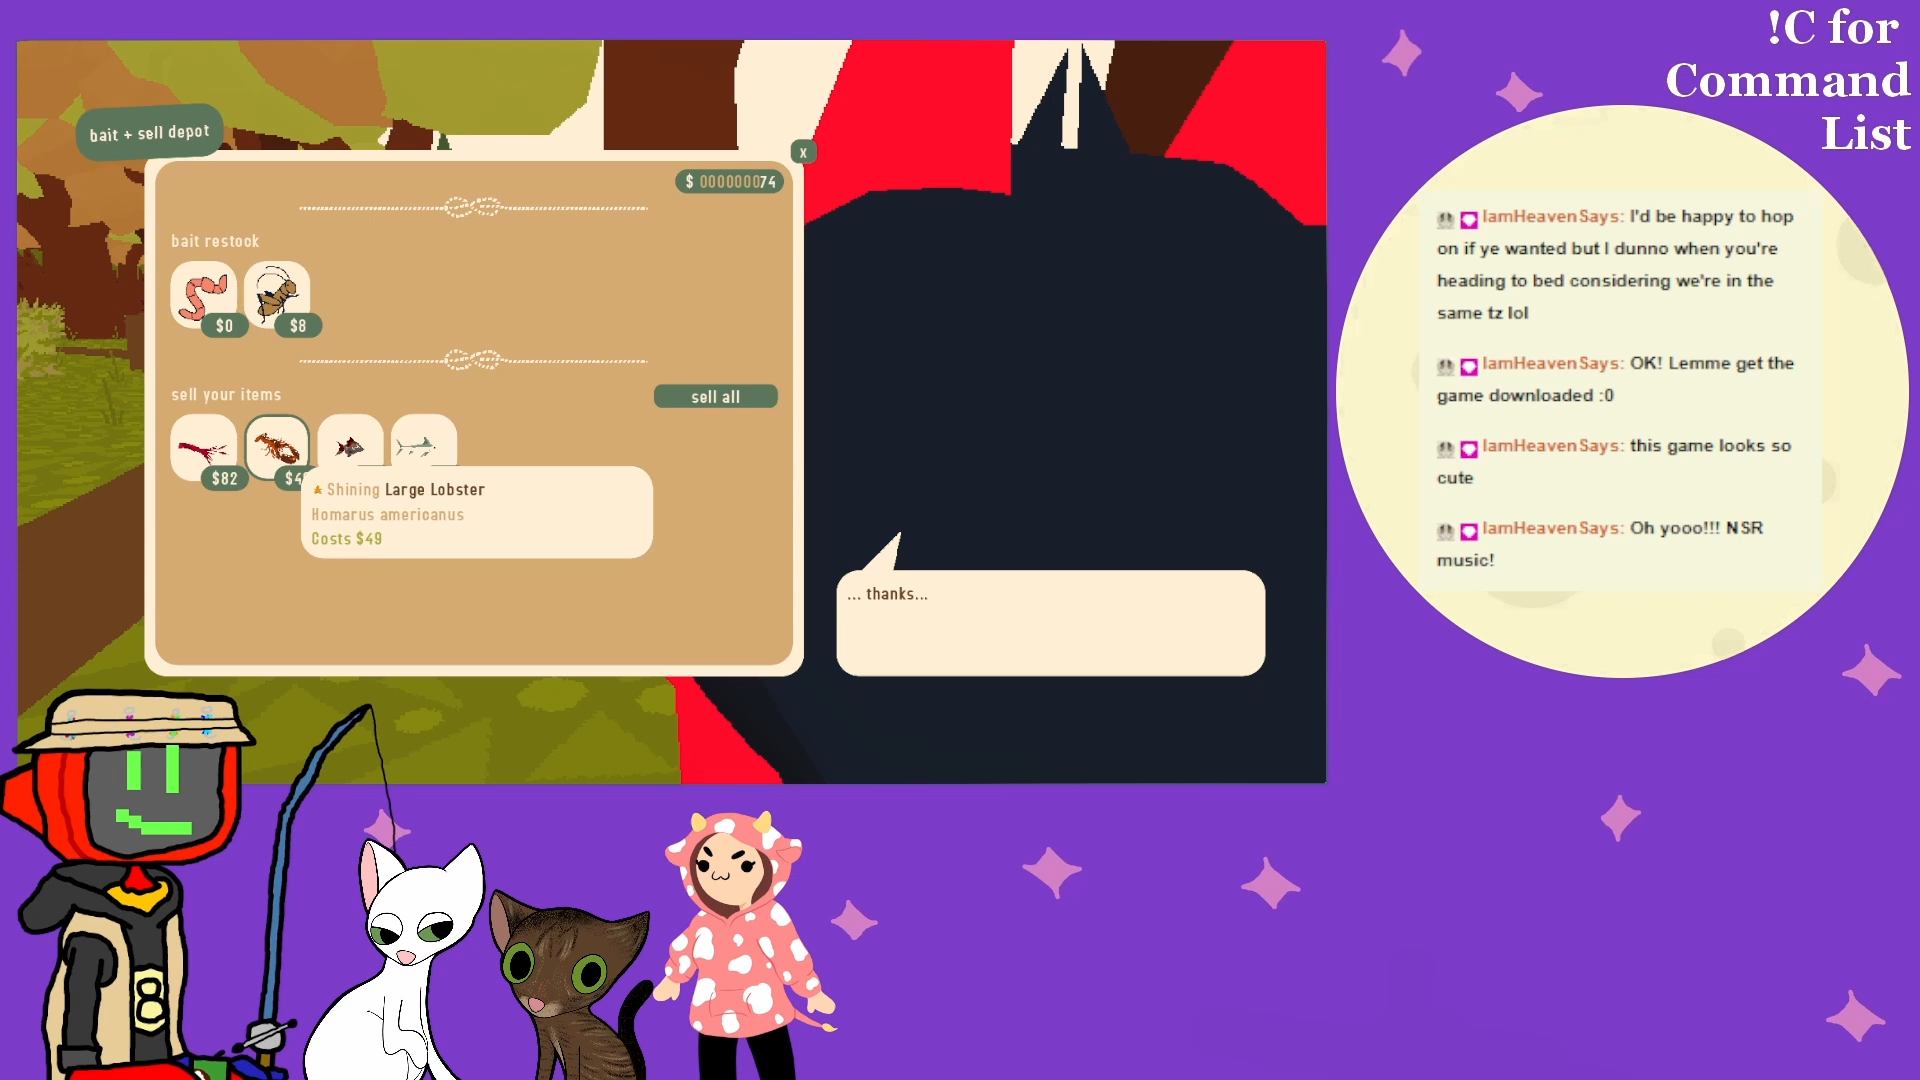 !C for
Command
List
bait + sell depot
x
$ 000000074
bait restock
$0
$8
sell your items
sell all
$82
$4
Shining Large Lobster
Homarus americanus
Costs $49
... thanks...
IamHeavenSays: I'd be happy to hop
on if ye wanted but I dunno when you're
heading to bed considering we're in the
same tz lol
IamHeavenSays: OK! Lemme get the
game downloaded :0
IamHeavenSays: this game looks so
cute
IamHeavenSays: Oh yooo!!! NSR
music!
8